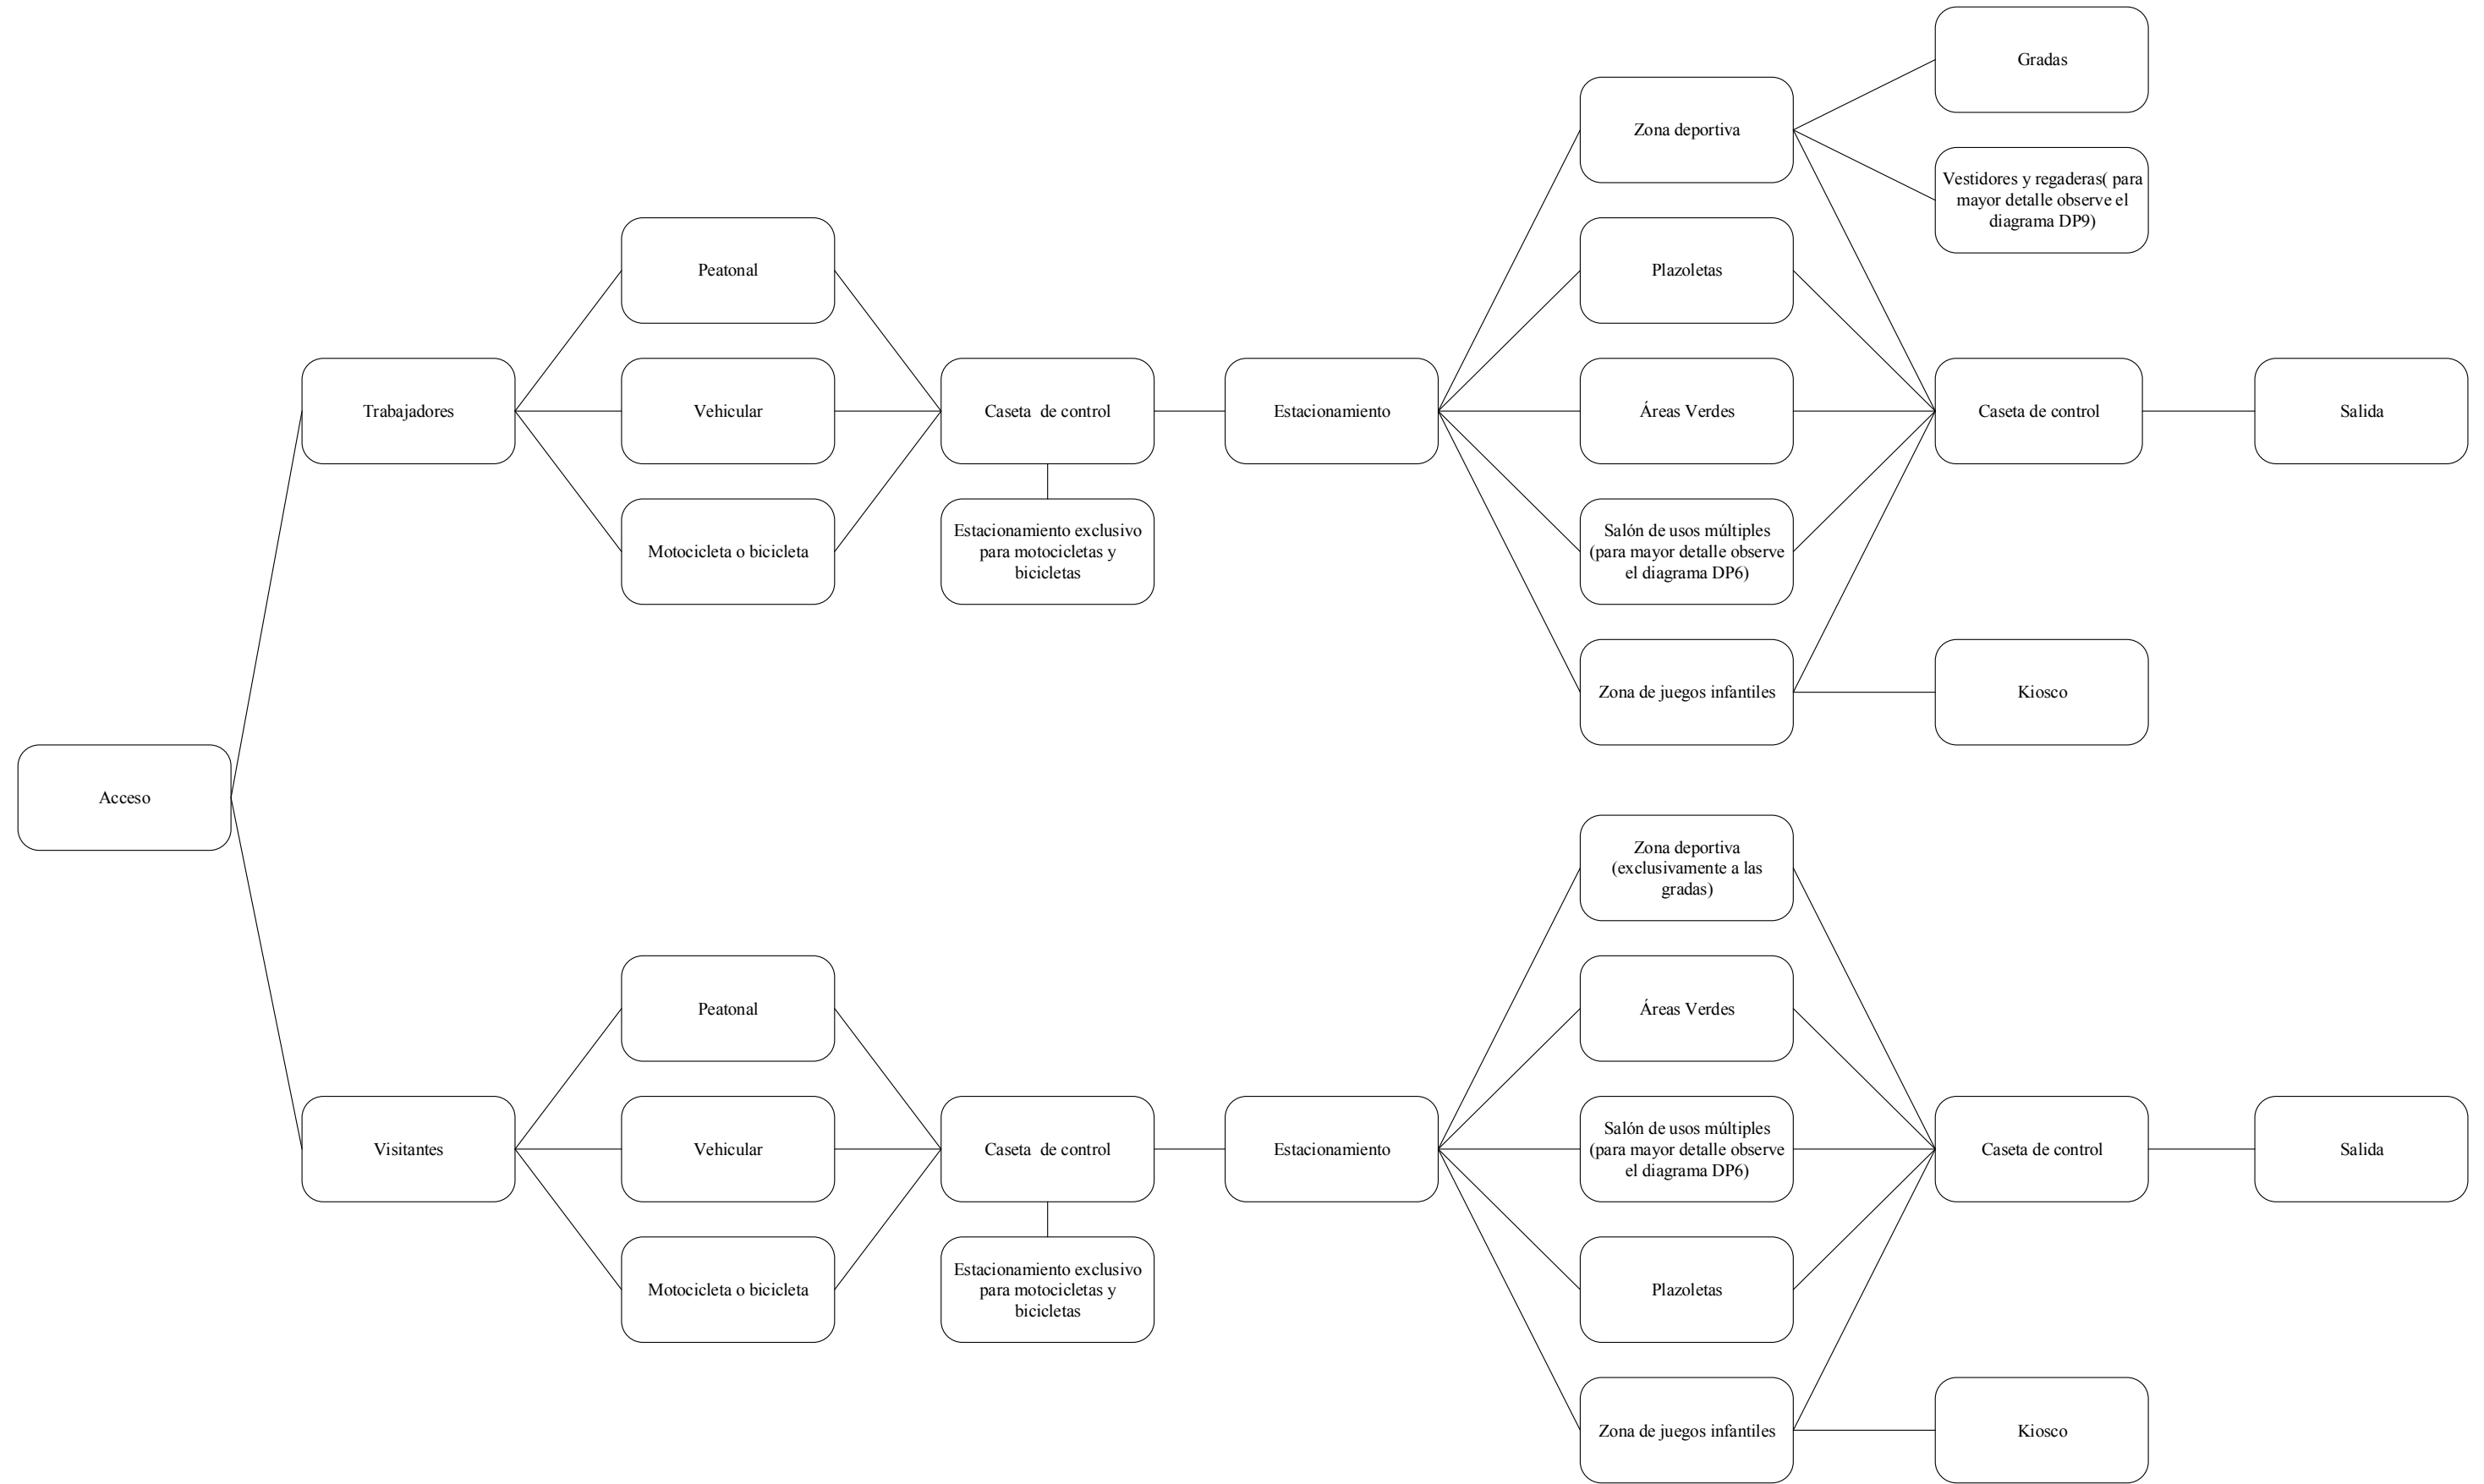 Gradas
Zona deportiva
Vestidores y regaderas( para
mayor detalle observe el
diagrama DP9)
Peatonal
Plazoletas
Trabajadores
Vehicular
Caseta  de control
Estacionamiento
Áreas Verdes
Caseta de control
Salida
Motocicleta o bicicleta
Estacionamiento exclusivo
para motocicletas y
bicicletas
Salón de usos múltiples
(para mayor detalle observe
el diagrama DP6)
Zona de juegos infantiles
Kiosco
Acceso
Zona deportiva
(exclusivamente a las
gradas)
Peatonal
Áreas Verdes
Visitantes
Vehicular
Caseta  de control
Estacionamiento
Salón de usos múltiples
(para mayor detalle observe
el diagrama DP6)
Caseta de control
Salida
Motocicleta o bicicleta
Estacionamiento exclusivo
para motocicletas y
bicicletas
Plazoletas
Zona de juegos infantiles
Kiosco